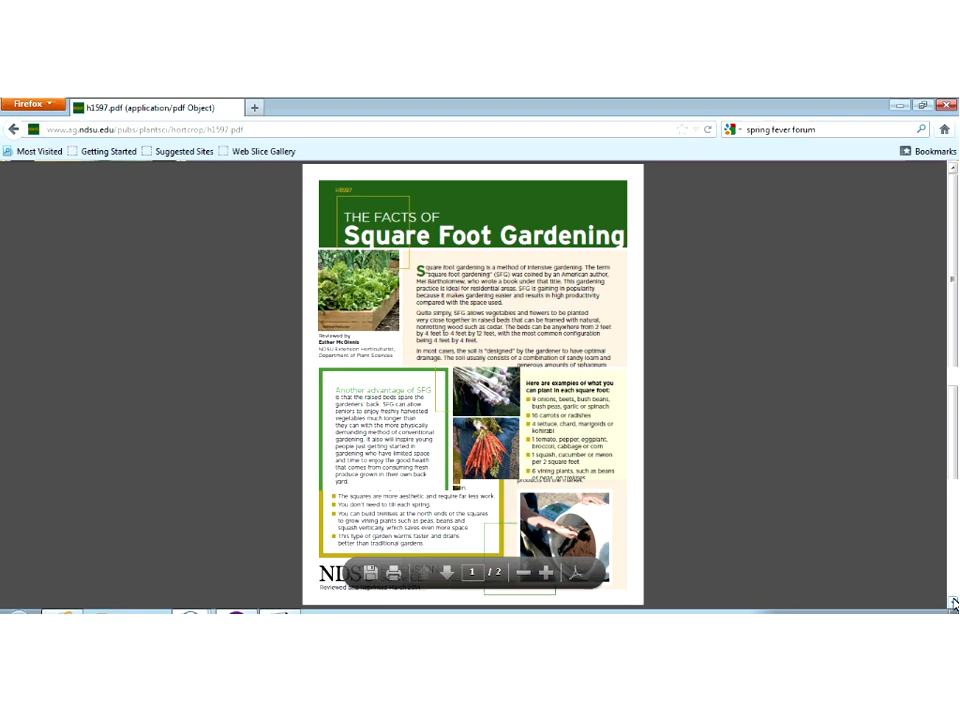 Firefox
h1597.pdf (application/pdf Object)
www.ag.ndsu.edu/pubs/plantsci/hortcrop/h1597.pdf
spring fever forum
Most Visited
Getting Started
Suggested Sites
Web Slice Gallery
Bookmarks
THE FACTS OF
Square Foot Gardening
Reviewed by
Esther McGinnis
NDSU Extension Horticulturist,
Department of Plant Sciences
Square foot gardening is a method of intensive gardening. The term
"square foot gardening" (SFG) was coined by an American author,
Mel Bartholomew, who wrote a book under that title. This gardening
practice is ideal for residential areas. SFG is gaining in popularity
because it makes gardening easier and results in high productivity
compared with the space used.
Quite simply, SFG allows vegetables and flowers to be planted
very close together in raised beds that can be framed with natural,
nonrotting wood such as cedar. The beds can be anywhere from 2 feet
by 4 feet to 4 feet by 12 feet, with the most common configuration
being 4 feet by 4 feet.
In most cases, the soil is "designed" by the gardener to have optimal
drainage. The soil usually consists of a combination of sandy loam and
generous amounts of sphagnum
Another advantage of SFG
is that the raised beds spare the
gardeners' back. SFG can allow
seniors to enjoy freshly harvested
vegetables much longer than
they can with the more physically
demanding method of conventional
gardening. It also will inspire young
people just getting started in
gardening who have limited space
and time to enjoy the good health
that comes from consuming fresh
produce grown in their own back
yard.
Here are examples of what you
can plant in each square foot:
9 onions, beets, bush beans,
bush peas, garlic or spinach
16 carrots or radishes
4 lettuce, chard, marigolds or
kohlrabi
1 tomato, pepper, eggplant,
broccoli, cabbage or corn
1 squash, cucumber or melon
per 2 square feet
6 vining plants, such as beans
or peas, on trellises
products on the market.
The squares are more aesthetic and require far less work.
You don't need to till each spring.
You can build trellises at the north ends of the squares
to grow vining plants such as peas, beans and
squash vertically, which saves even more space.
This type of garden warms faster and drains
better than traditional gardens.
1 / 2
Reviewed and Reprinted March 2014